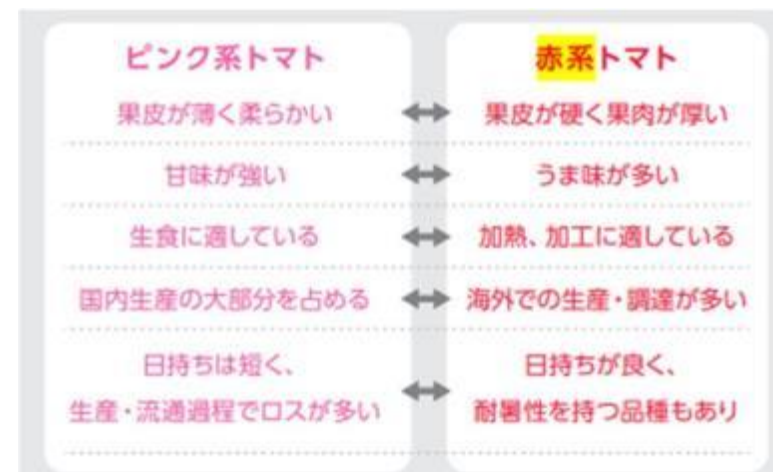 ピンク系トマト
赤系トマト
果皮が薄く柔らかい
果皮が硬く果肉が厚い
甘味が強い
うま味が多い
生食に適している
加熱、加工に適している
国内生産の大部分を占める
海外での生産・調達が多い
日持ちは短く、
生産・流通過程でロスが多い
日持ちが良く、
耐暑性を持つ品種もあり